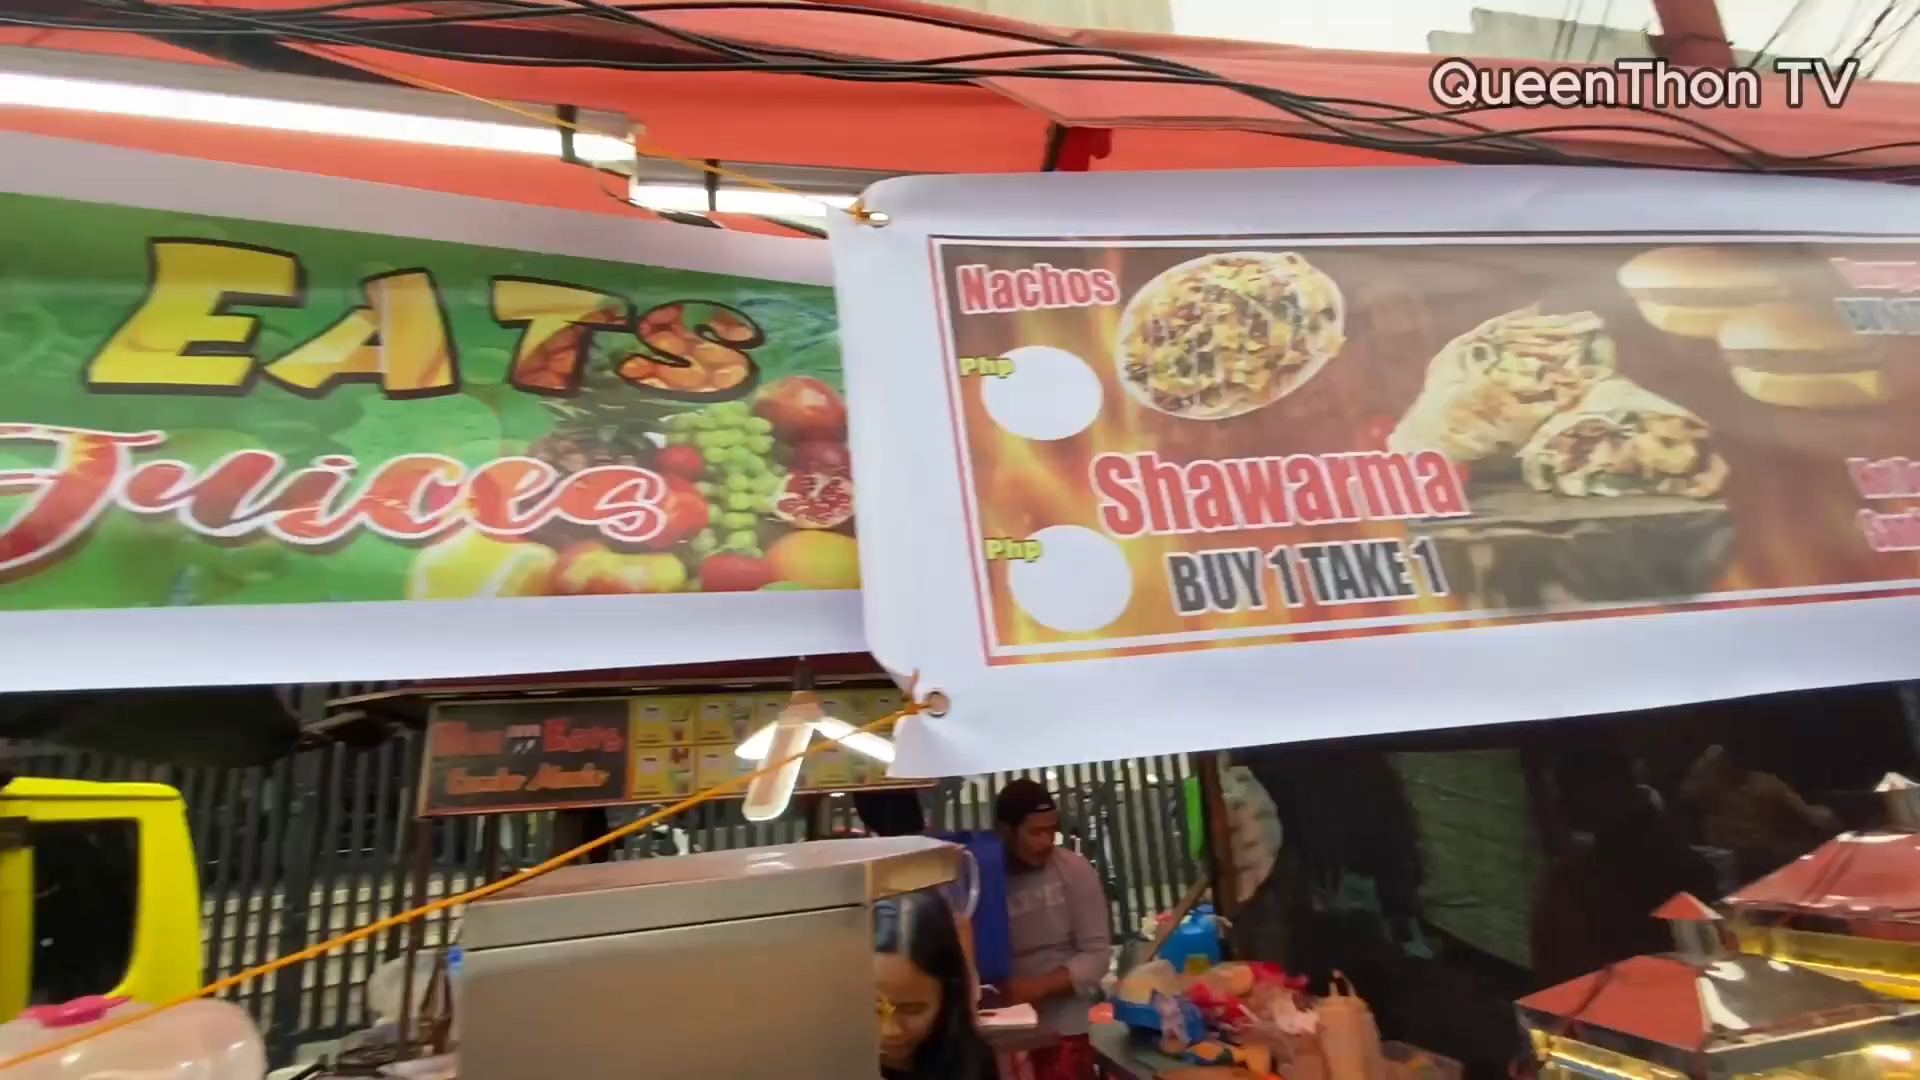 QueenThon TV
EATS
Juices
Nachos
Php
Shawarma
Php
BUY 1 TAKE 1